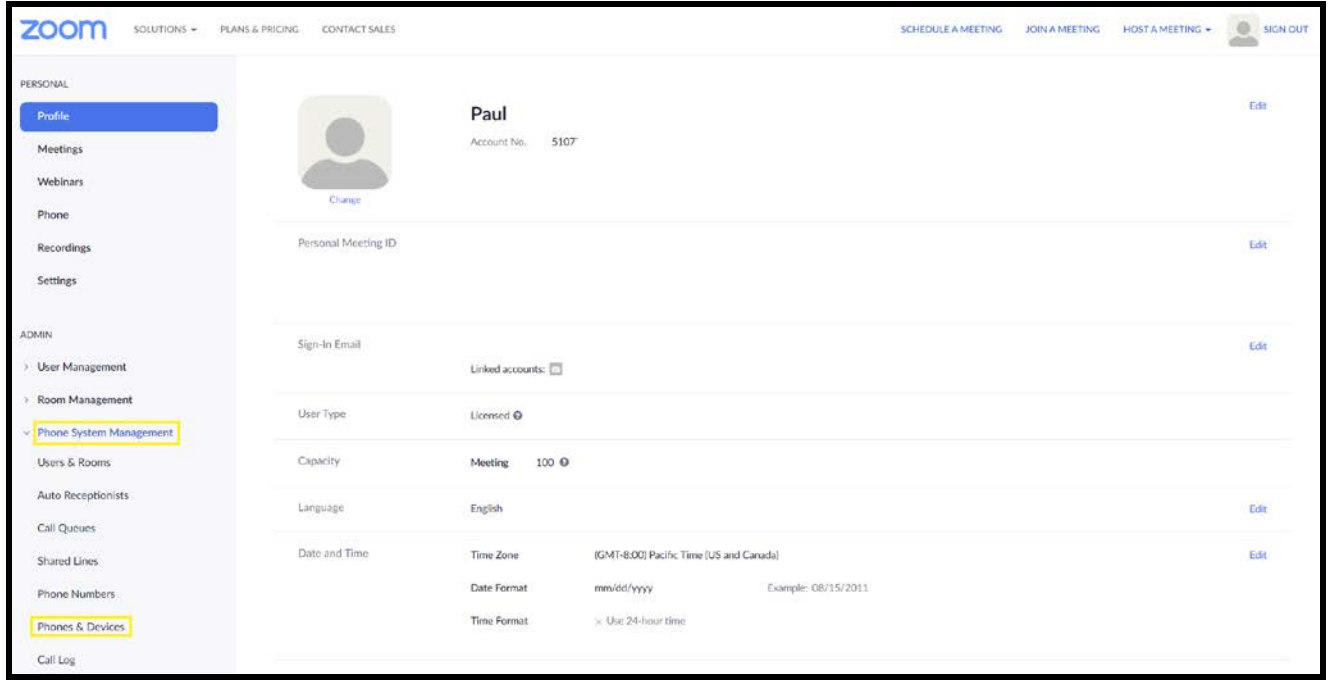 zoom SOLUTIONS PLANS & PRICING CONTACT SALES SCHEDULE A MEETING JOIN A MEETING HOST A MEETING SIGN OUT
PERSONAL
Profile
Meetings
Webinars
Phone
Recordings
Settings
ADMIN
User Management
Room Management
Phone System Management
Users & Rooms
Auto Receptionists
Call Queues
Shared Lines
Phone Numbers
Phones & Devices
Call Log
Change
Paul Edit
Account No. 5107
Personal Meeting ID Edit
Sign-In Email Edit
Linked accounts:
User Type Licensed
Capacity Meeting 100
Language English Edit
Date and Time Time Zone (GMT-8:00) Pacific Time (US and Canada) Edit
Date Format mm/dd/yyyy Example: 08/15/2011
Time Format × Use 24-hour time